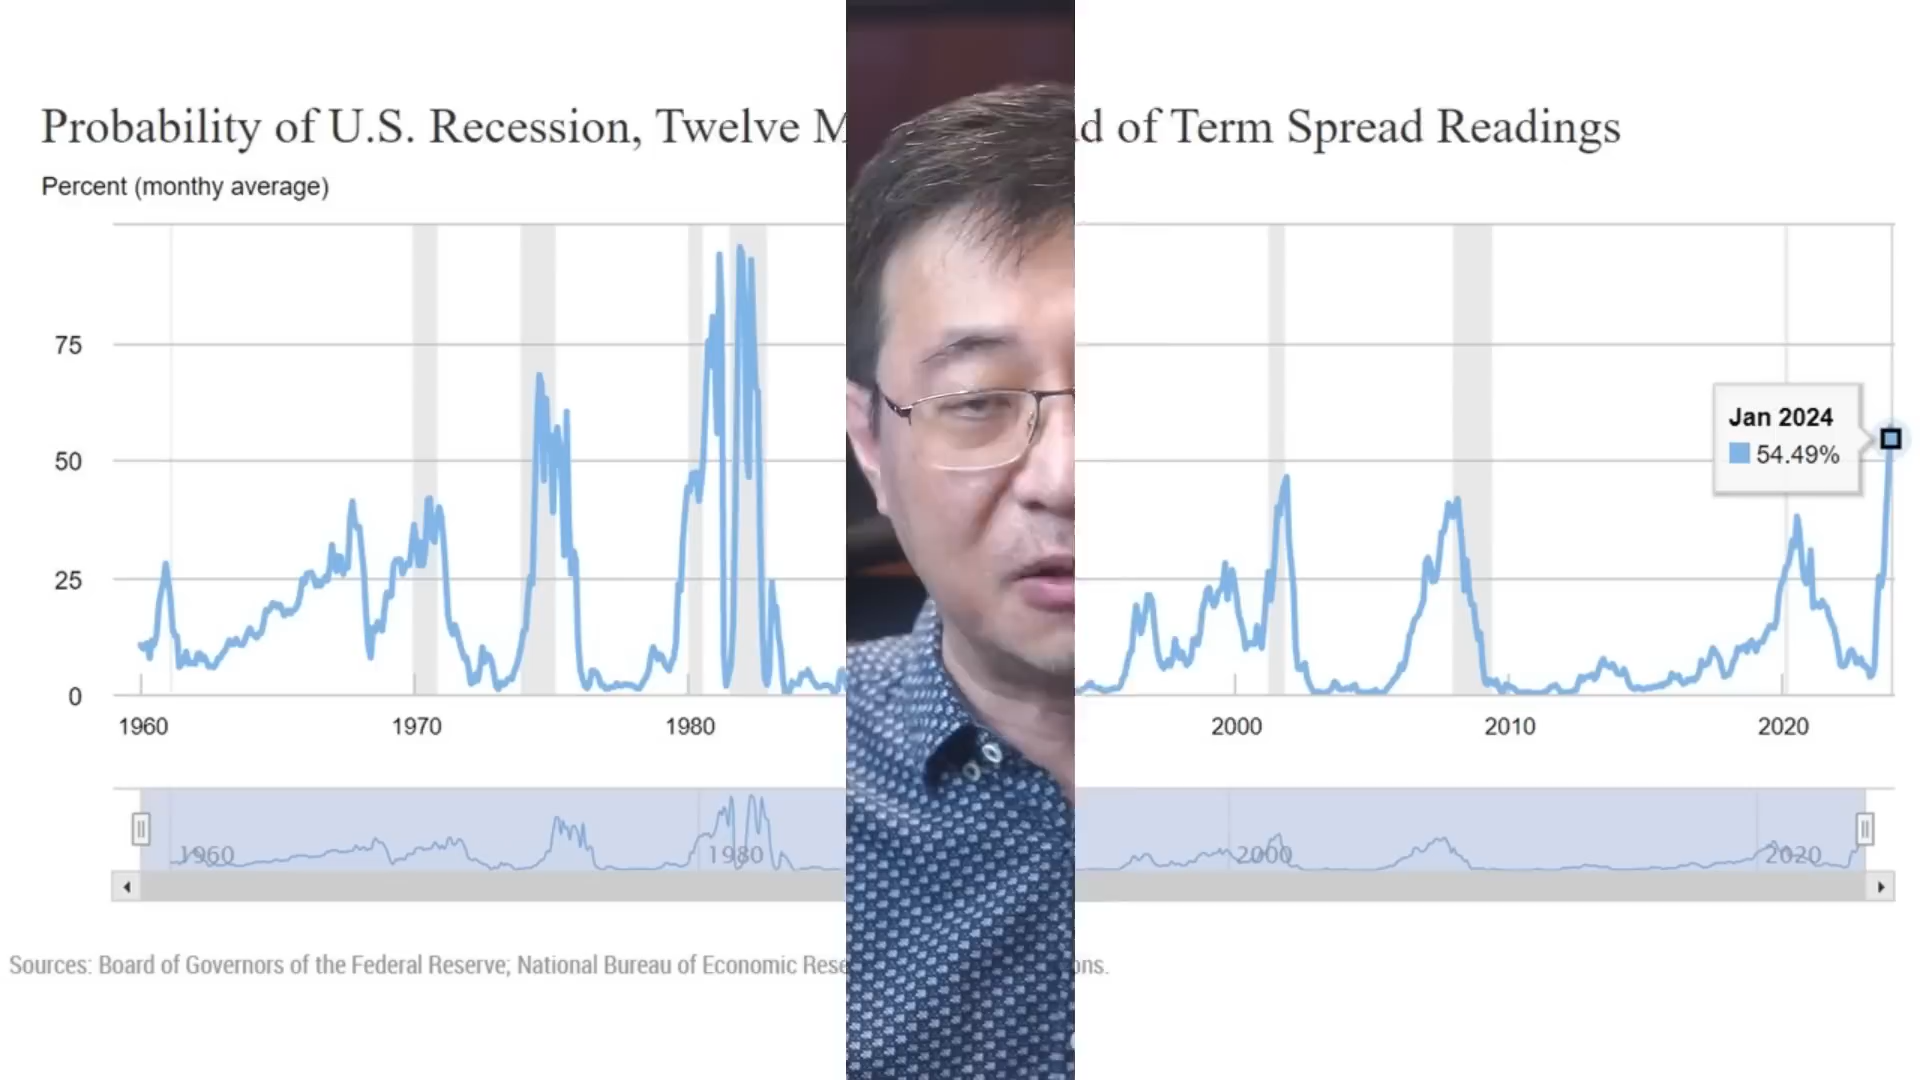 Probability of U.S. Recession, Twelve M d of Term Spread Readings
Percent (monthy average)
75
50
25
0
Jan 2024
54.49%
1960 1970 1980 2000 2010 2020
1960 1980 2000 2020
Sources: Board of Governors of the Federal Reserve; National Bureau of Economic Rese ons.